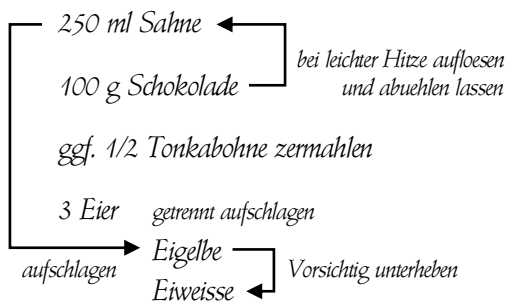 250 ml Sahne
bei leichter Hitze aufloesen
100 g Schokolade
und abuehlen lassen
ggf. 1/2 Tonkabohne zermahlen
3 Eier getrennt aufschlagen
Eigelbe
aufschlagen
Vorsichtig unterheben
Eiweisse